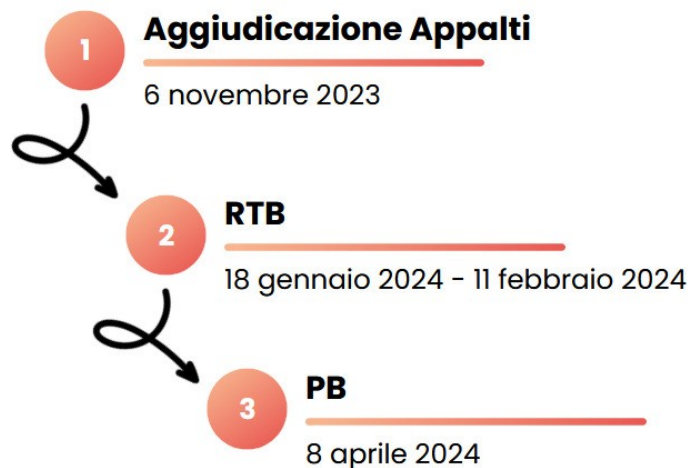 1
Aggiudicazione Appalti
6 novembre 2023
2
RTB
18 gennaio 2024 - 11 febbraio 2024
3
PB
8 aprile 2024